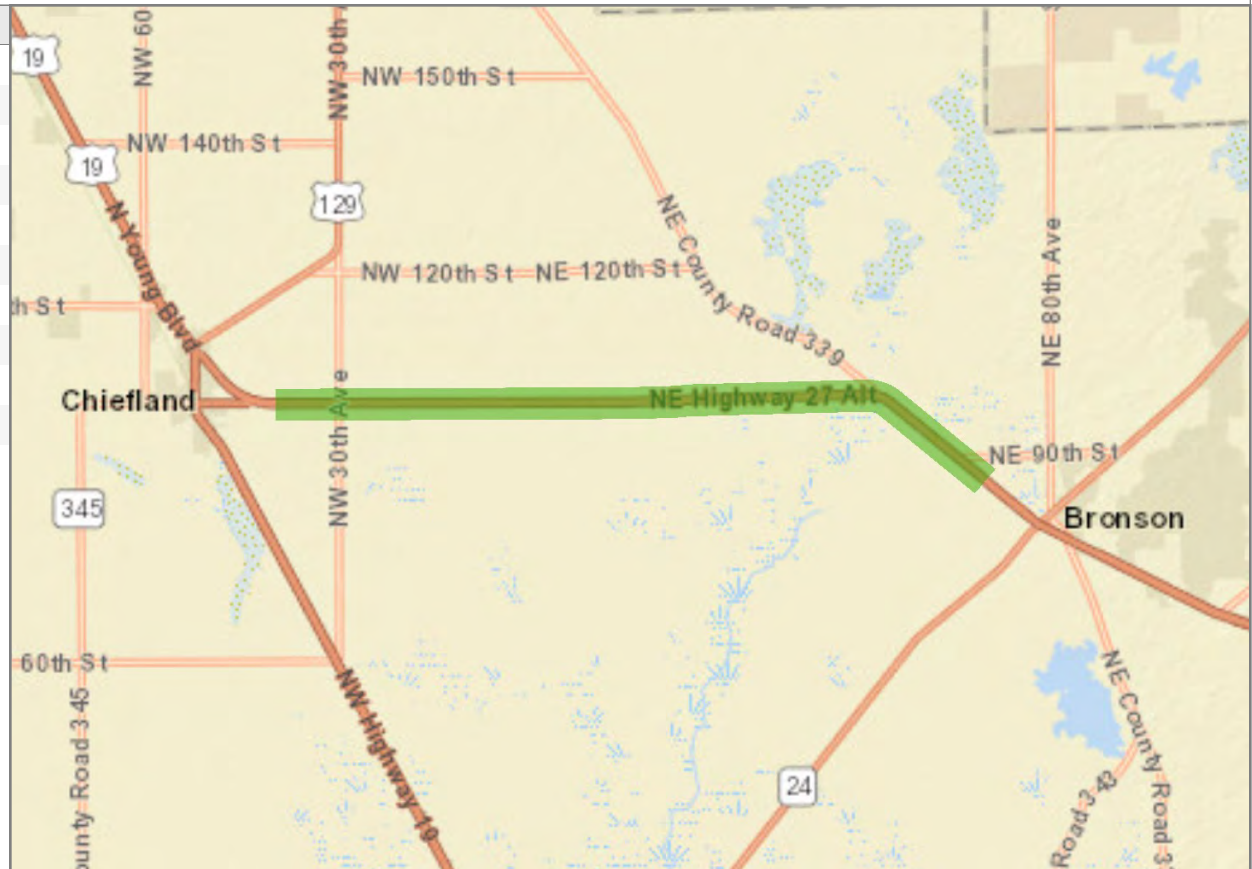 19
NW 60
NW 30th A
NW 150th St
NW 140th St
19
129
N Young Blvd
NE County Road 339
NE 80th Ave
NW 120th St
NE 120th St
th St
Chiefland
NW 30th Ave
NE Highway 27 Alt
NE 90th St
Bronson
345
60th St
NW Highway 19
ounty Road 345
24
NE County Road 3
Road 343